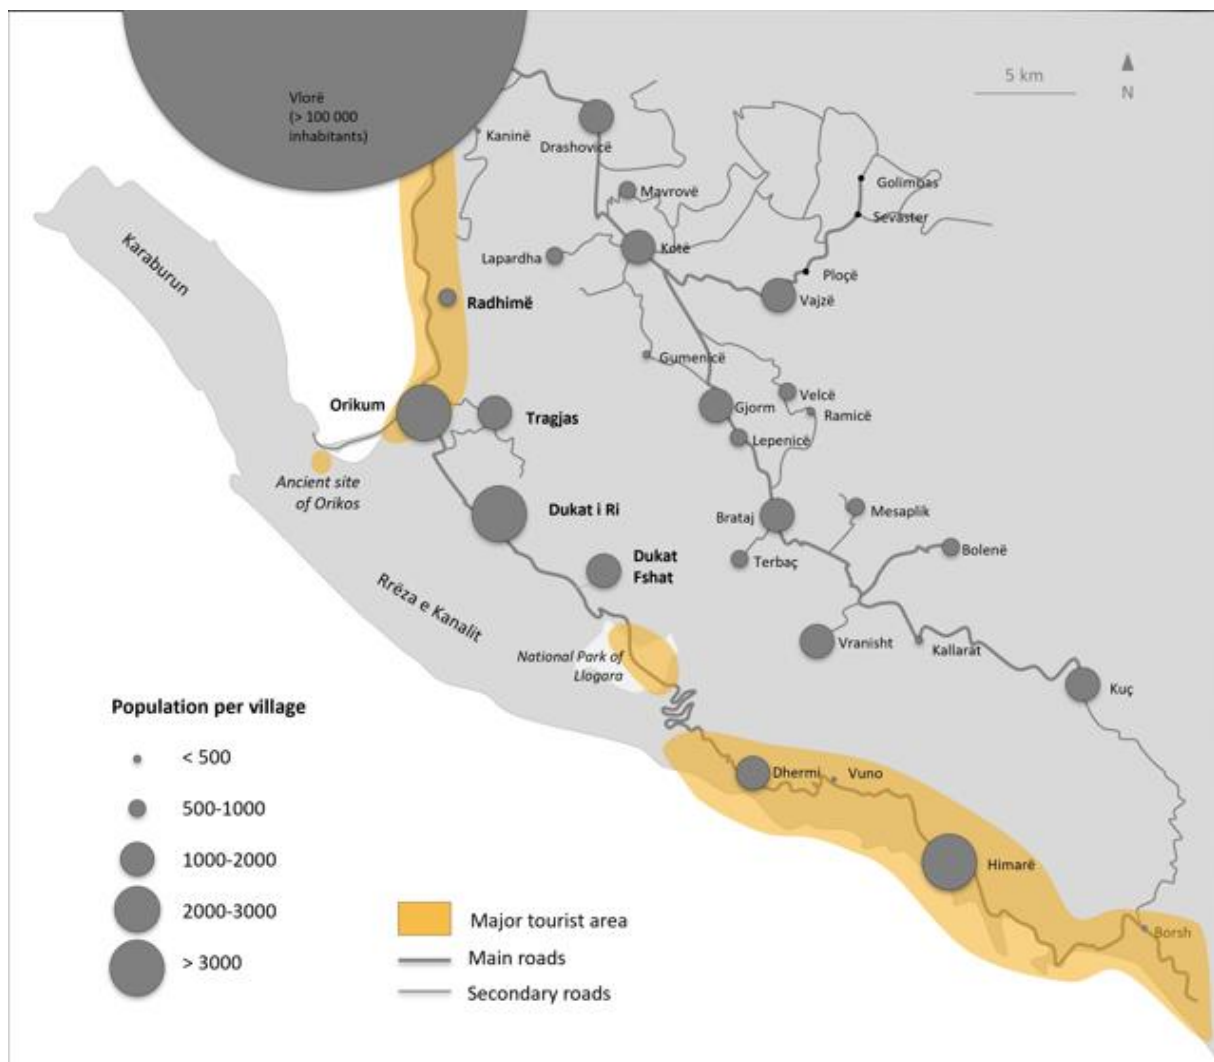 Vlorë
(> 100 000
inhabitants)
5 km
N
Kaninë
Drashovicë
Mavrovë
Golimbas
Sevaster
Karaburun
Lapardha
Kotë
Ploçë
Vajzë
Radhimë
Gumenicë
Velcë
Orikum
Tragjas
Gjorm
Ramicë
Lepenicë
Ancient site
of Orikos
Dukat i Ri
Brataj
Mesaplik
Dukat
Fshat
Terbaç
Bolenë
Rrëza e Kanalit
National Park of
Llogora
Vranisht
Kallarat
Kuç
Population per village
< 500
500-1000
1000-2000
2000-3000
> 3000
Dhermi
Vuno
Himarë
Borsh
Major tourist area
Main roads
Secondary roads